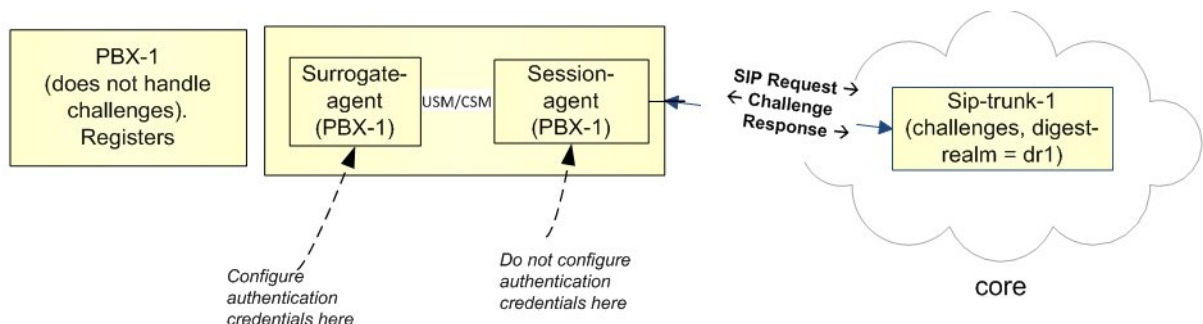 PBX-1
(does not handle
challenges).
Registers
Surrogate-
agent
(PBX-1)
USM/CSM
Session-
agent
(PBX-1)
SIP Request →
← Challenge
Response →
Sip-trunk-1
(challenges, digest-
realm = dr1)
Configure
authentication
credentials here
Do not configure
authentication
credentials here
core